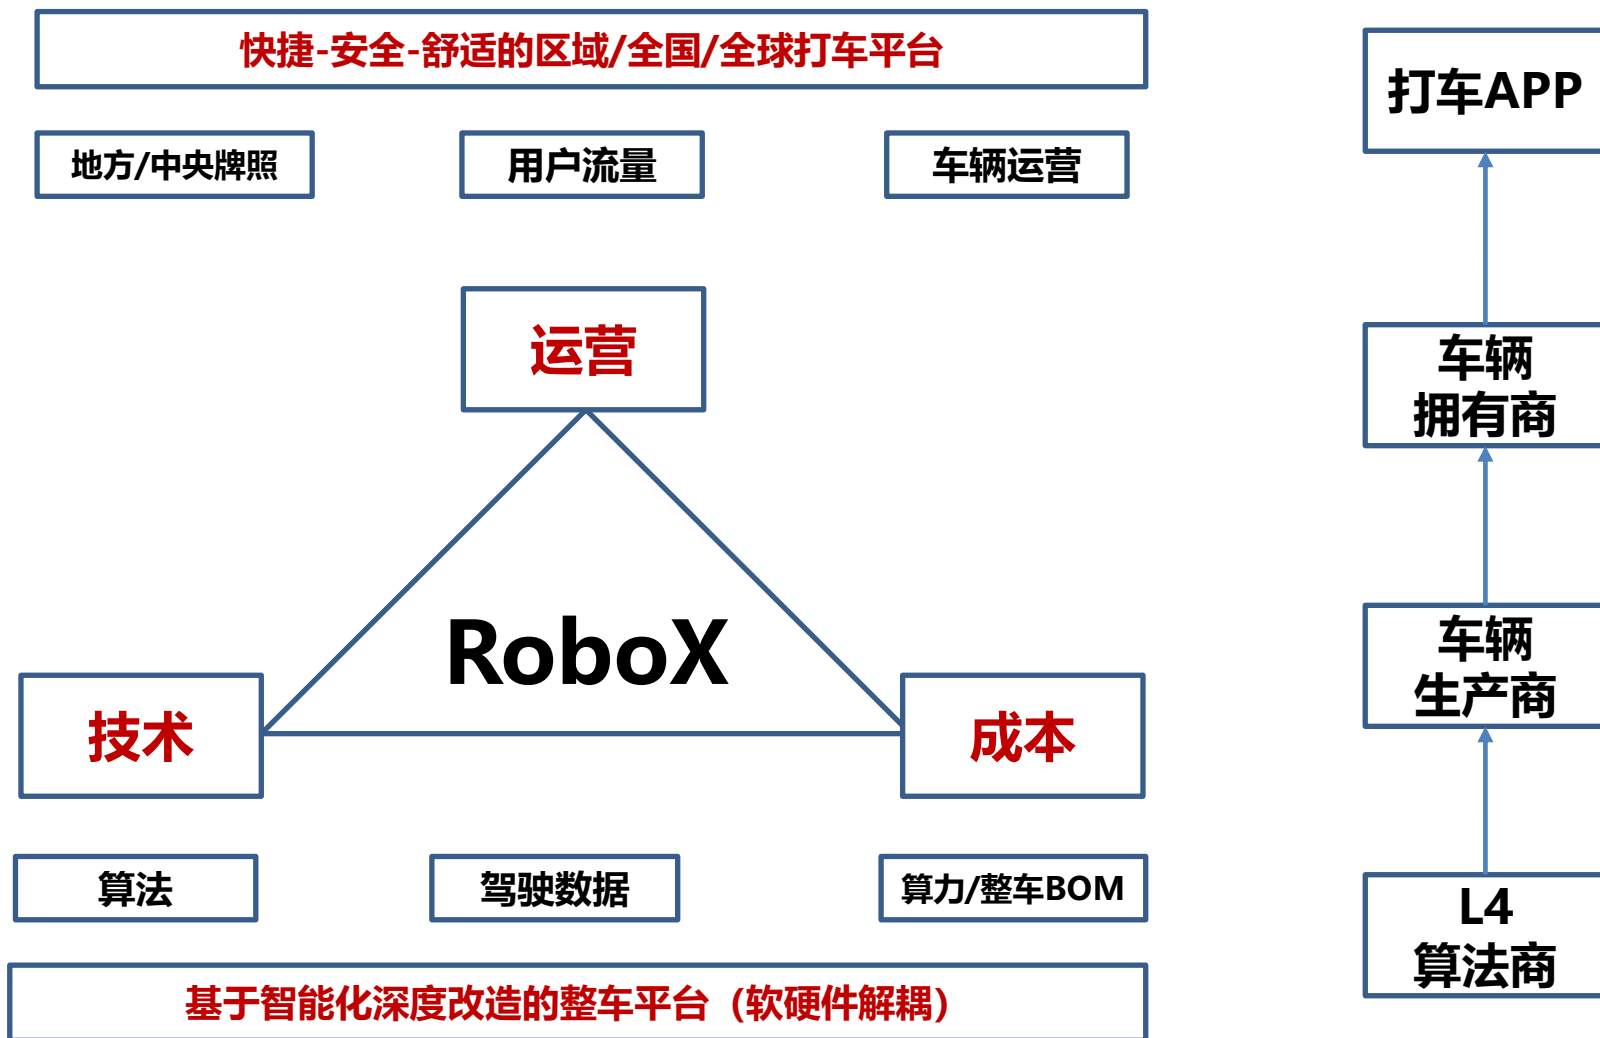 快捷-安全-舒适的区域/全国/全球打车平台
地方/中央牌照
用户流量
车辆运营
运营
RoboX
技术
成本
算法
驾驶数据
算力/整车BOM
基于智能化深度改造的整车平台（软硬件解耦）
打车APP
车辆
拥有商
车辆
生产商
L4
算法商